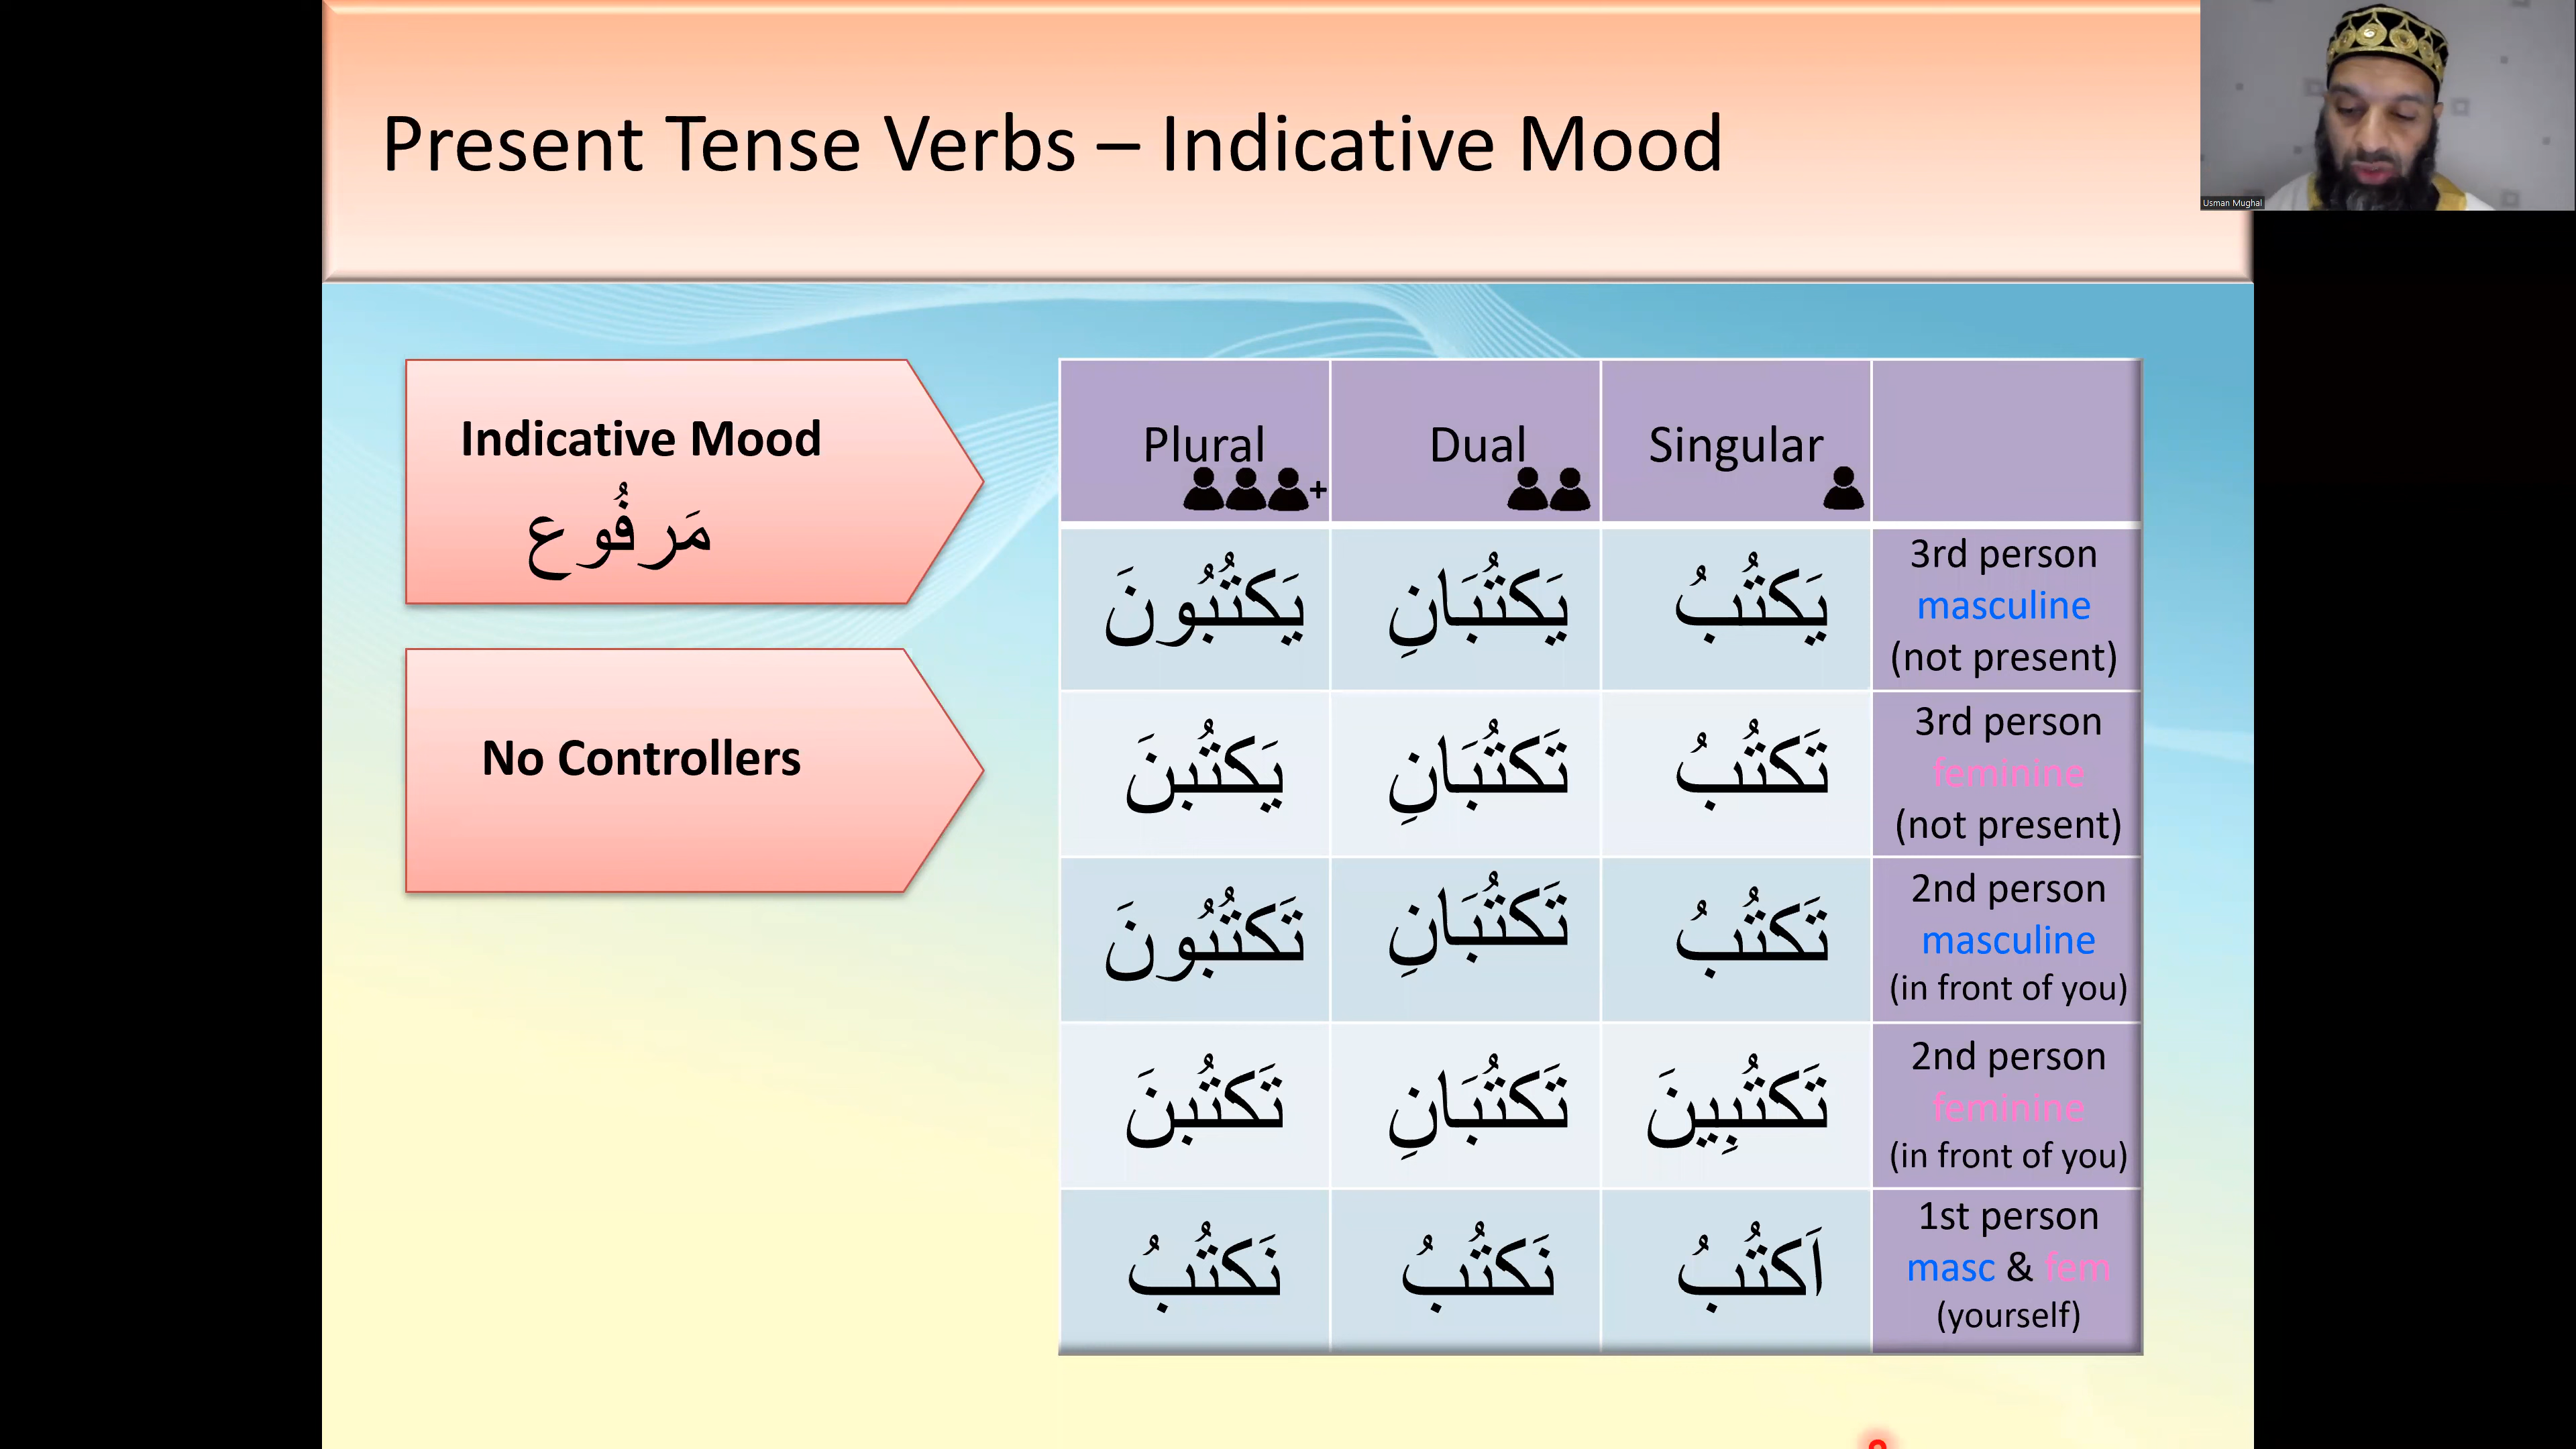 Present Tense Verbs – Indicative Mood
Usman Mughal
Indicative Mood
مَرفُوع
No Controllers
Plural Dual Singular
+
يَكتُبُونَ يَكتُبَانِ يَكتُبُ
3rd person
masculine
(not present)
يَكتُبنَ تَكتُبَانِ تَكتُبُ
3rd person
feminine
(not present)
تَكتُبُونَ تَكتُبَانِ تَكتُبُ
2nd person
masculine
(in front of you)
تَكتُبنَ تَكتُبَانِ تَكتُبِينَ
2nd person
feminine
(in front of you)
نَكتُبُ نَكتُبُ اَكتُبُ
1st person
masc & fem
(yourself)